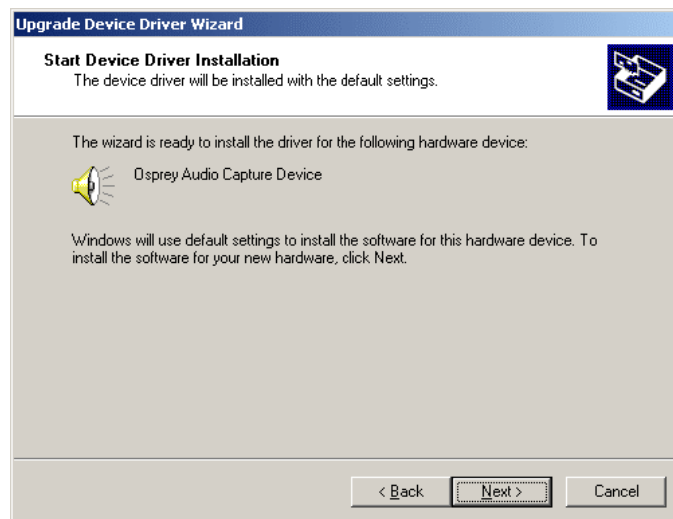 Upgrade Device Driver Wizard
Start Device Driver Installation
The device driver will be installed with the default settings.
The wizard is ready to install the driver for the following hardware device:
Osprey Audio Capture Device
Windows will use default settings to install the software for this hardware device. To
install the software for your new hardware, click Next.
< Back
Next >
Cancel